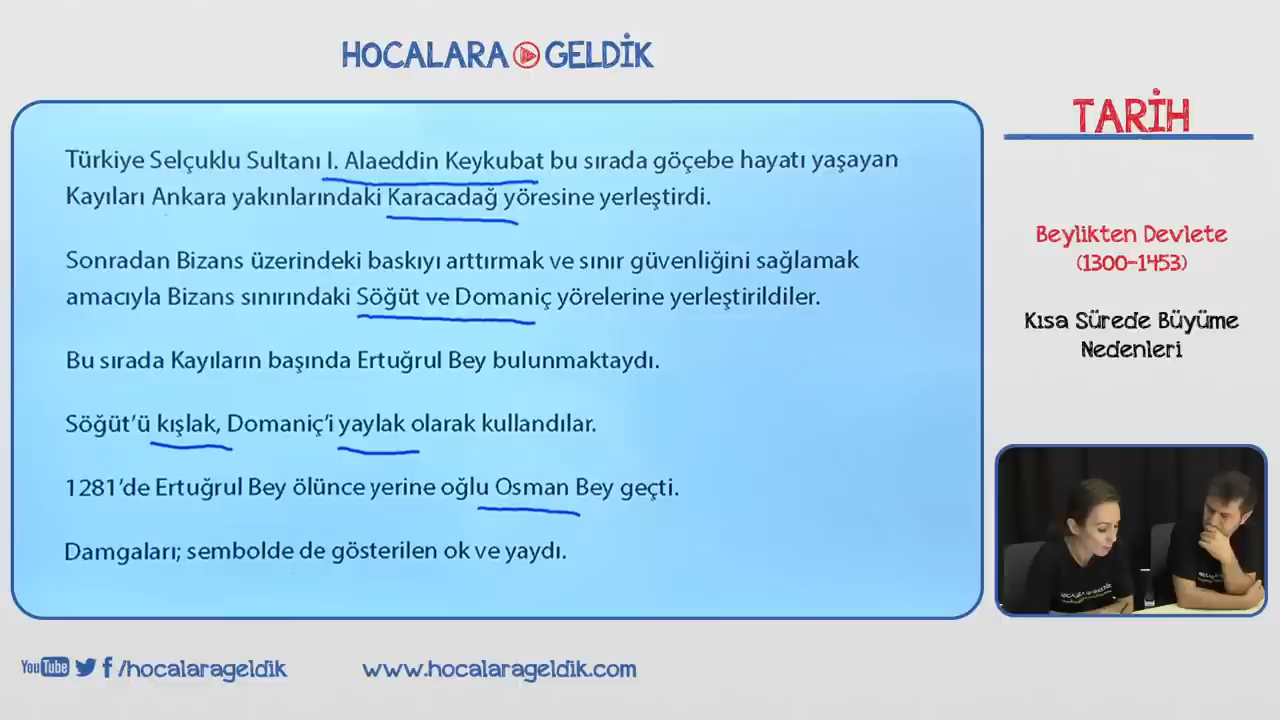 HOCALARA GELDİK
Türkiye Selçuklu Sultanı I. Alaeddin Keykubat bu sırada göçebe hayatı yaşayan
Kayıları Ankara yakınlarındaki Karacadağ yöresine yerleştirdi.
Sonradan Bizans üzerindeki baskıyı arttırmak ve sınır güvenliğini sağlamak
amacıyla Bizans sınırındaki Söğüt ve Domaniç yörelerine yerleştirildiler.
Bu sırada Kayıların başında Ertuğrul Bey bulunmaktaydı.
Söğüt'ü kışlak, Domaniç'i yaylak olarak kullandılar.
1281'de Ertuğrul Bey ölünce yerine oğlu Osman Bey geçti.
Damgaları; sembolde de gösterilen ok ve yaydı.
TARİH
Beylikten Devlete
(1300-1453)
Kısa Sürede Büyüme
Nedenleri
HOCALARA GELDİK
YouTube f /hocalarageldik
www.hocalarageldik.com